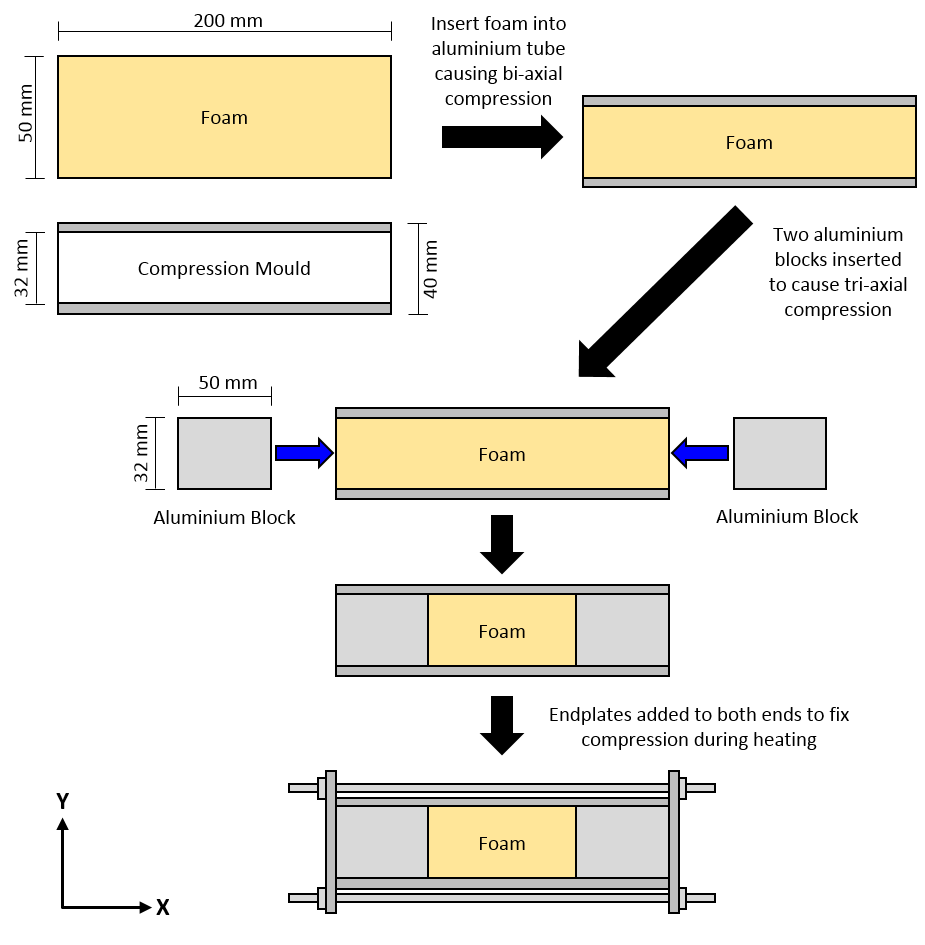 200 mm
50 mm
Foam
Insert foam into
aluminium tube
causing bi-axial
compression
Foam
32 mm
Compression Mould
40 mm
Two aluminium
blocks inserted
to cause tri-axial
compression
50 mm
32 mm
Aluminium Block
Foam
Aluminium Block
Foam
Endplates added to both ends to fix
compression during heating
Foam
Y
X